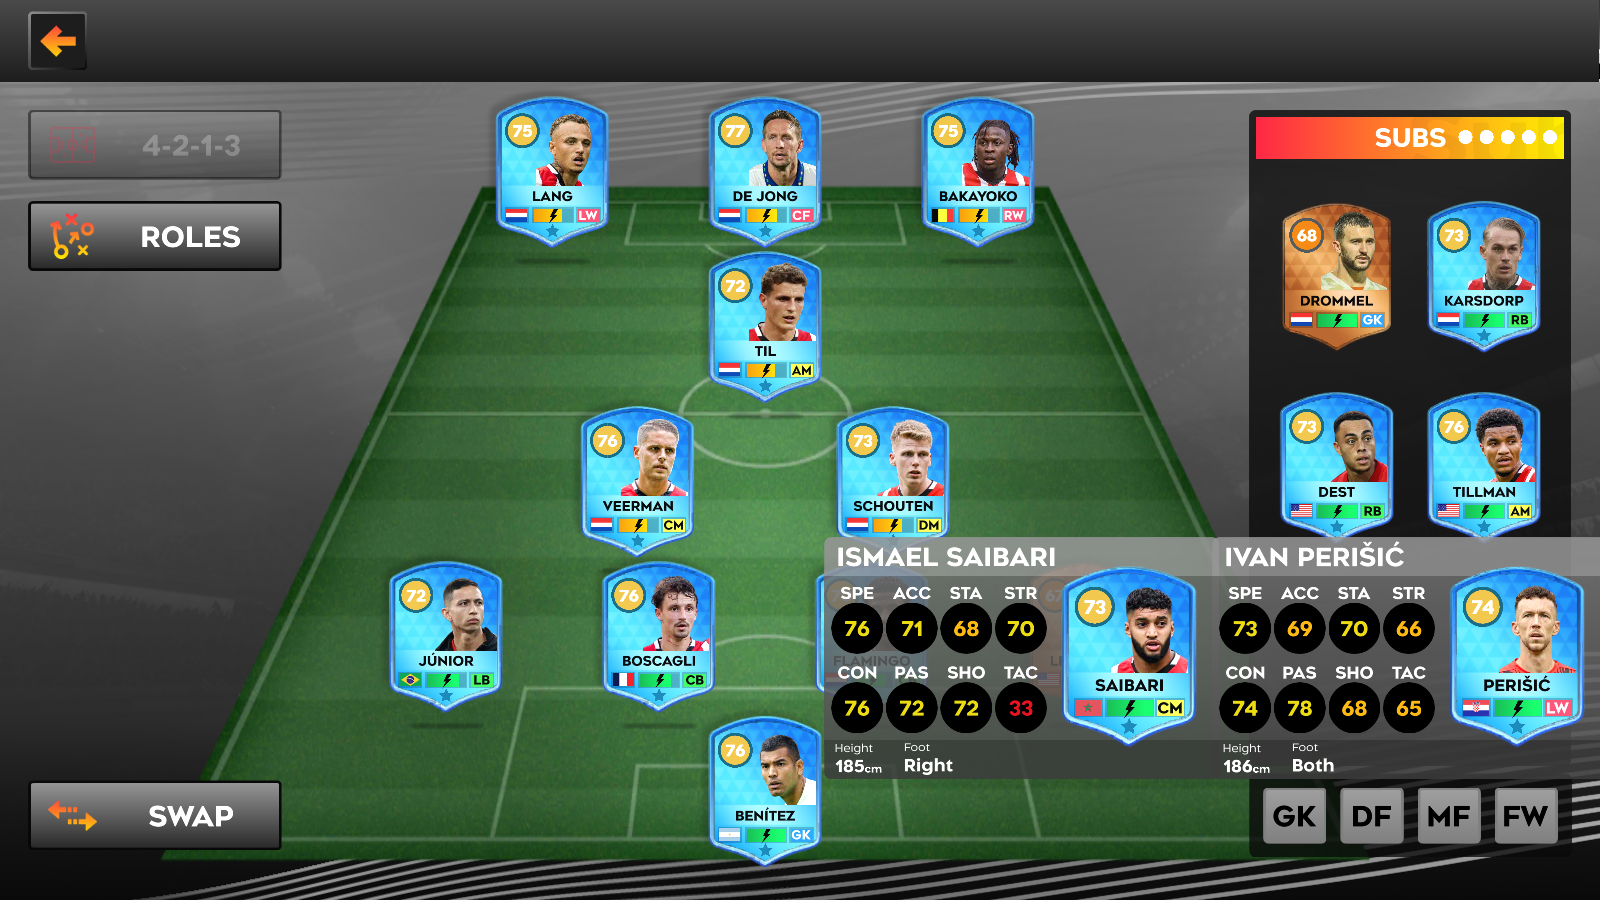 4-2-1-3
ROLES
SWAP
75
LANG
LW
77
DE JONG
CF
75
BAKAYOKO
RW
72
TIL
AM
76
VEERMAN
CM
73
SCHOUTEN
DM
72
JÚNIOR
LB
76
BOSCAGLI
CB
FLAMINGO
76
BENÍTEZ
GK
SUBS
68
DROMMEL
GK
73
KARSDORP
RB
73
DEST
RB
76
TILLMAN
AM
ISMAEL SAIBARI
SPE ACC STA STR
76 71 68 70
CON PAS SHO TAC
76 72 72 33
Height Foot
185cm Right
73
SAIBARI
CM
IVAN PERIŠIĆ
SPE ACC STA STR
73 69 70 66
CON PAS SHO TAC
74 78 68 65
Height Foot
186cm Both
74
PERIŠIĆ
LW
GK DF MF FW